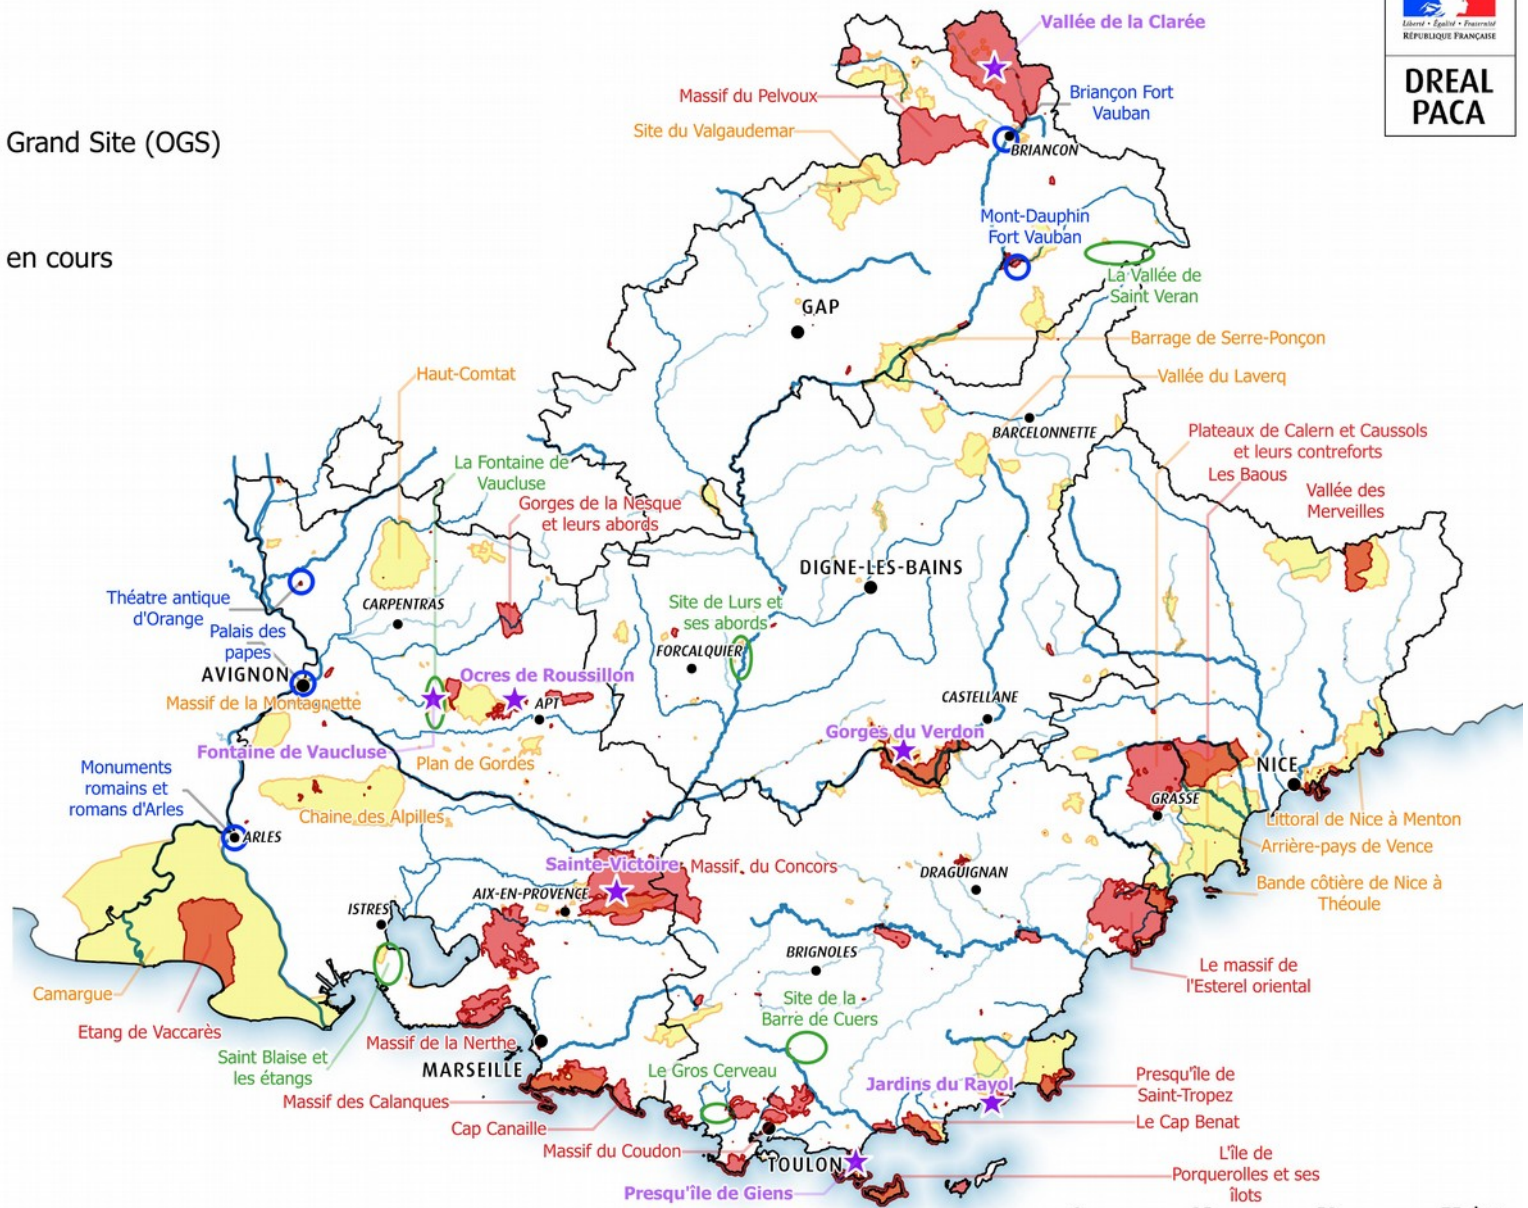 Vallée de la Clarée
Liberté • Égalité • Fraternité
RÉPUBLIQUE FRANÇAISE
DREAL
PACA
Massif du Pelvoux
Briançon Fort
Vauban
Site du Valgaudemar
Grand Site (OGS)
BRIANCON
Mont-Dauphin
Fort Vauban
en cours
La Vallée de
Saint Veran
GAP
Barrage de Serre-Ponçon
Haut-Comtat
Vallée du Laverq
BARCELONNETTE
Plateaux de Calern et Caussols
et leurs contreforts
La Fontaine de
Vaucluse
Les Baous
Gorges de la Nesque
et leurs abords
Vallée des
Merveilles
DIGNE-LES-BAINS
Théatre antique
d'Orange
CARPENTRAS
Site de Lurs et
ses abords
Palais des
papes
FORCALQUIER
AVIGNON
Ocres de Roussillon
APT
CASTELLANE
Massif de la Montagnette
Gorges du Verdon
Fontaine de Vaucluse
Plan de Gordes
Monuments
romains et
romans d'Arles
NICE
GRASSE
Chaine des Alpilles
Littoral de Nice à Menton
ARLES
Arrière-pays de Vence
Sainte-Victoire
Massif du Concors
DRAGUIGNAN
AIX-EN-PROVENCE
Bande côtière de Nice à
Théoule
ISTRES
BRIGNOLES
Le massif de
l'Esterel oriental
Camargue
Site de la
Barre de Cuers
Etang de Vaccarès
Massif de la Nerthe
Saint Blaise et
les étangs
MARSEILLE
Le Gros Cerveau
Jardins du Rayol
Presqu'île de
Saint-Tropez
Massif des Calanques
Cap Canaille
Le Cap Benat
Massif du Coudon
TOULON
L'île de
Porquerolles et ses
îlots
Presqu'île de Giens